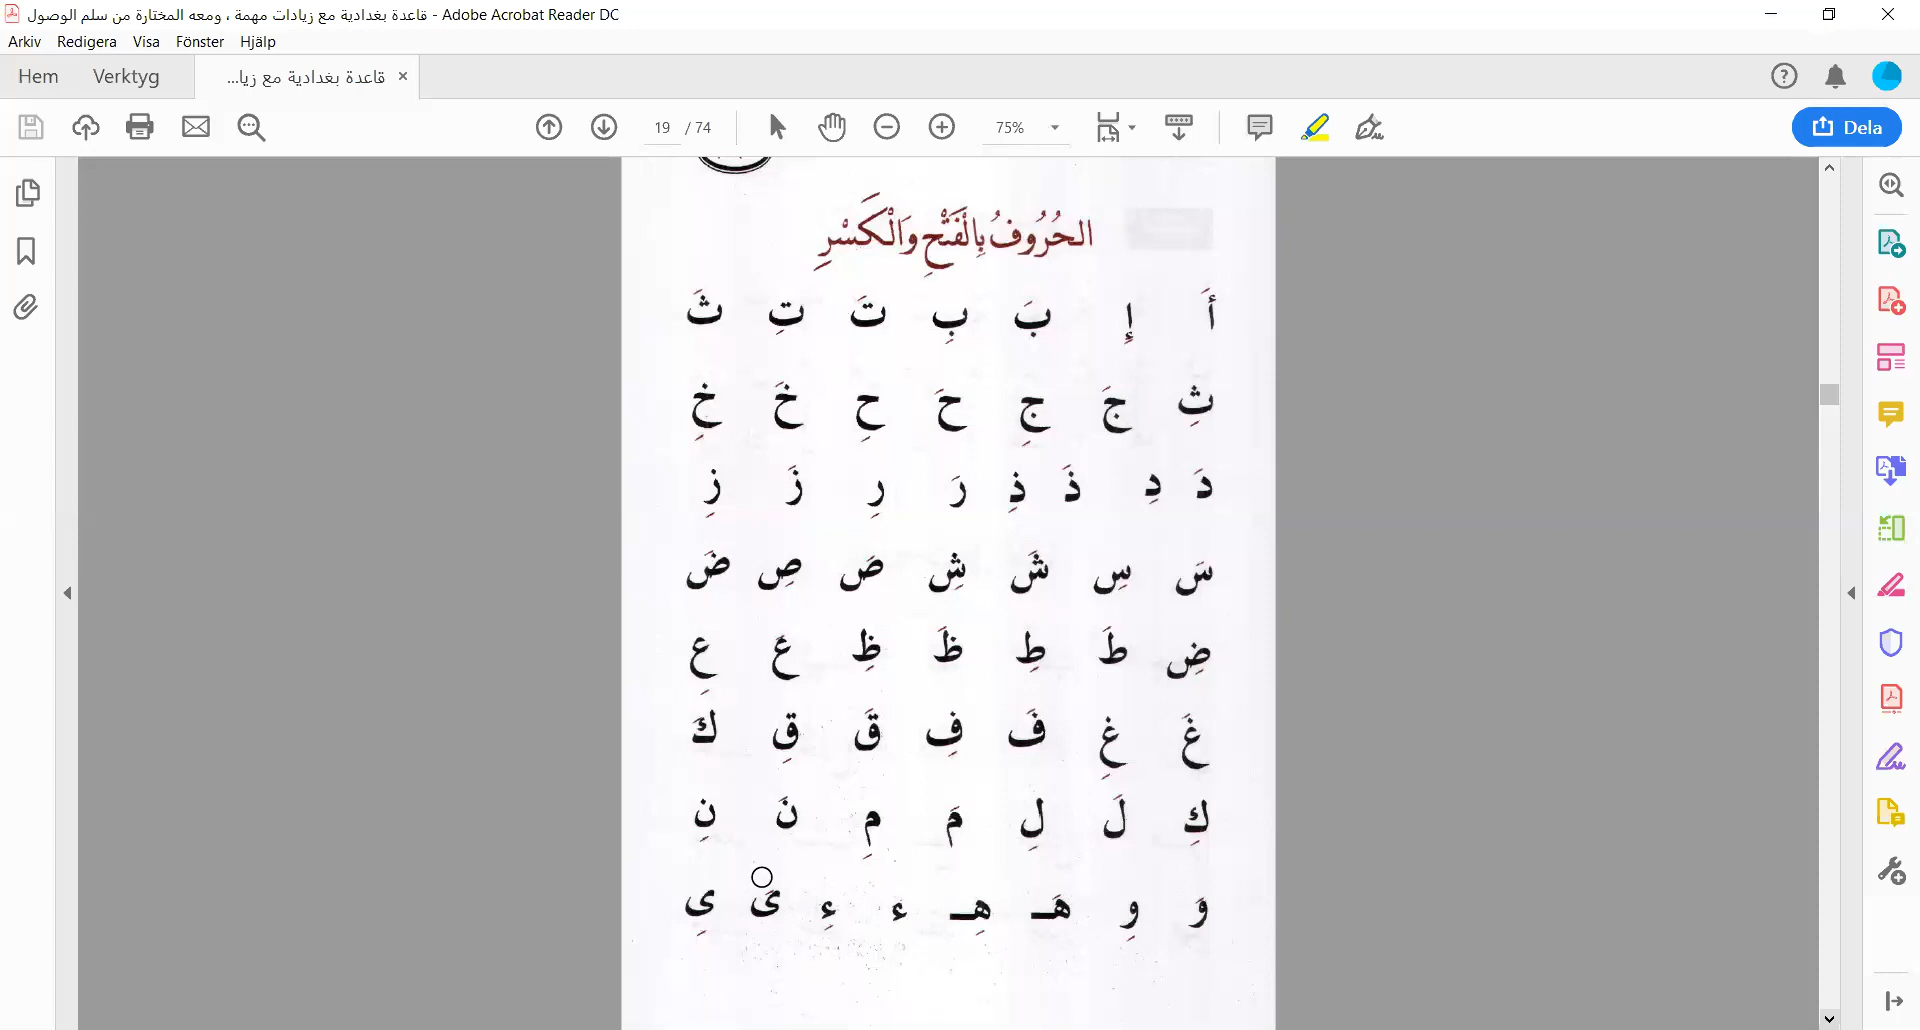 قاعدة بغدادية مع زيادات مهمة ، ومعه المختارة من سلم الوصول - Adobe Acrobat Reader DC
Arkiv Redigera Visa Fönster Hjälp
Hem Verktyg قاعدة بغدادية مع زيا... ×
19 / 74 75% Dela
الحُرُوفُ بِالْفَتْحِ وَالْكَسْرِ
أَ إِ بَ بِ تَ تِ ثَ
ثِ جَ جِ حَ حِ خَ خِ
دَ دِ ذَ ذِ رَ رِ زَ زِ
سَ سِ شَ شِ صَ صِ ضَ
ضِ طَ طِ ظَ ظِ عَ عِ
غَ غِ فَ فِ قَ قِ كَ
كِ لَ لِ مَ مِ نَ نِ
وَ وِ هَـ هِـ ءَ ءِ ىَ ىِ